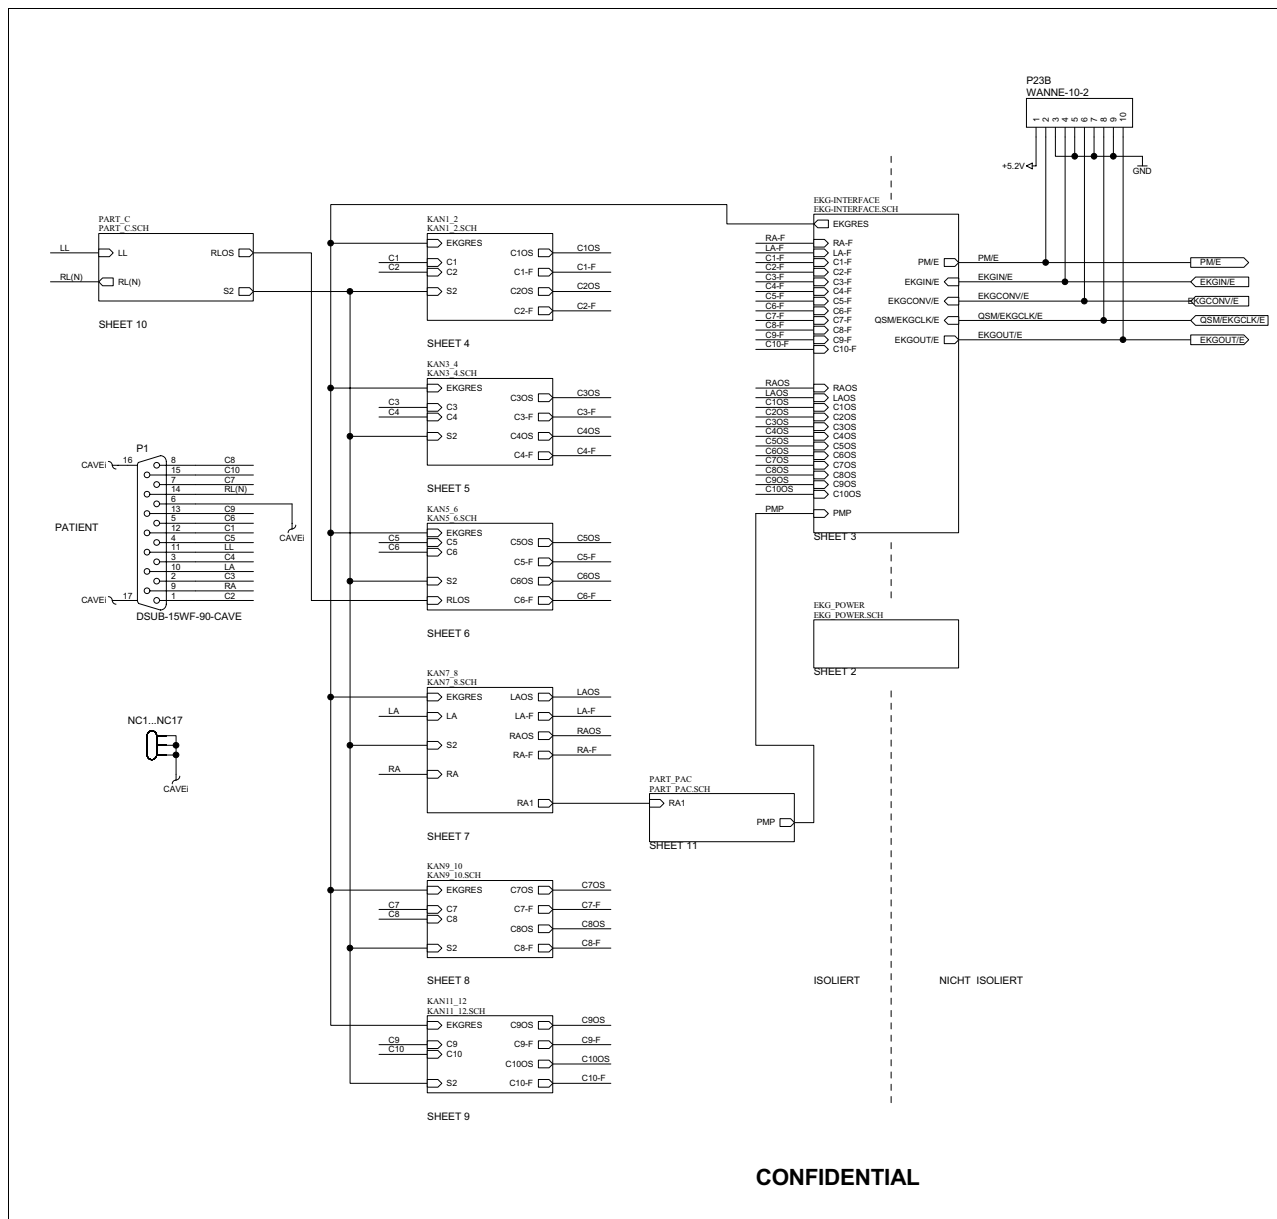 P23B
WANNE-10-2
1 2 3 4 5 6 7 8 9 10
+5.2V
GND
PART_C
PART_C.SCH
LL
LL
RLOS
RL(N)
RL(N)
S2
SHEET 10
KAN1_2
KAN1_2.SCH
EKGRES
C1
C1
C2
C2
S2
C1OS
C1OS
C1-F
C1-F
C2OS
C2OS
C2-F
C2-F
SHEET 4
KAN3_4
KAN3_4.SCH
EKGRES
C3
C3
C4
C4
S2
C3OS
C3OS
C3-F
C3-F
C4OS
C4OS
C4-F
C4-F
SHEET 5
KAN5_6
KAN5_6.SCH
EKGRES
C5
C5
C6
C6
S2
RLOS
C5OS
C5OS
C5-F
C5-F
C6OS
C6OS
C6-F
C6-F
SHEET 6
KAN7_8
KAN7_8.SCH
EKGRES
LA
LA
S2
RA
RA
LAOS
LAOS
LA-F
LA-F
RAOS
RAOS
RA-F
RA-F
RA1
SHEET 7
PART_PAC
PART_PAC.SCH
RA1
PMP
SHEET 11
KAN9_10
KAN9_10.SCH
EKGRES
C7
C7
C8
C8
S2
C7OS
C7OS
C7-F
C7-F
C8OS
C8OS
C8-F
C8-F
SHEET 8
KAN11_12
KAN11_12.SCH
EKGRES
C9
C9
C10
C10
S2
C9OS
C9OS
C9-F
C9-F
C10OS
C10OS
C10-F
C10-F
SHEET 9
P1
CAVEi 16
8 C8
15 C10
7 C7
14 RL(N)
6
13 C9
5 C6
12 C1
4 C5
11 LL
3 C4
10 LA
2 C3
9 RA
1 C2
CAVEi 17
CAVEi
PATIENT
DSUB-15WF-90-CAVE
NC1...NC17
CAVEi
EKG-INTERFACE
EKG-INTERFACE.SCH
EKGRES
RA-F RA-F
LA-F LA-F
C1-F C1-F
C2-F C2-F
C3-F C3-F
C4-F C4-F
C5-F C5-F
C6-F C6-F
C7-F C7-F
C8-F C8-F
C9-F C9-F
C10-F C10-F
RAOS RAOS
LAOS LAOS
C1OS C1OS
C2OS C2OS
C3OS C3OS
C4OS C4OS
C5OS C5OS
C6OS C6OS
C7OS C7OS
C8OS C8OS
C9OS C9OS
C10OS C10OS
PMP PMP
PM/E PM/E PM/E
EKGIN/E EKGIN/E EKGIN/E
EKGCONV/E EKGCONV/E EKGCONV/E
QSM/EKGCLK/E QSM/EKGCLK/E QSM/EKGCLK/E
EKGOUT/E EKGOUT/E EKGOUT/E
SHEET 3
EKG_POWER
EKG_POWER.SCH
SHEET 2
ISOLIERT
NICHT ISOLIERT
CONFIDENTIAL